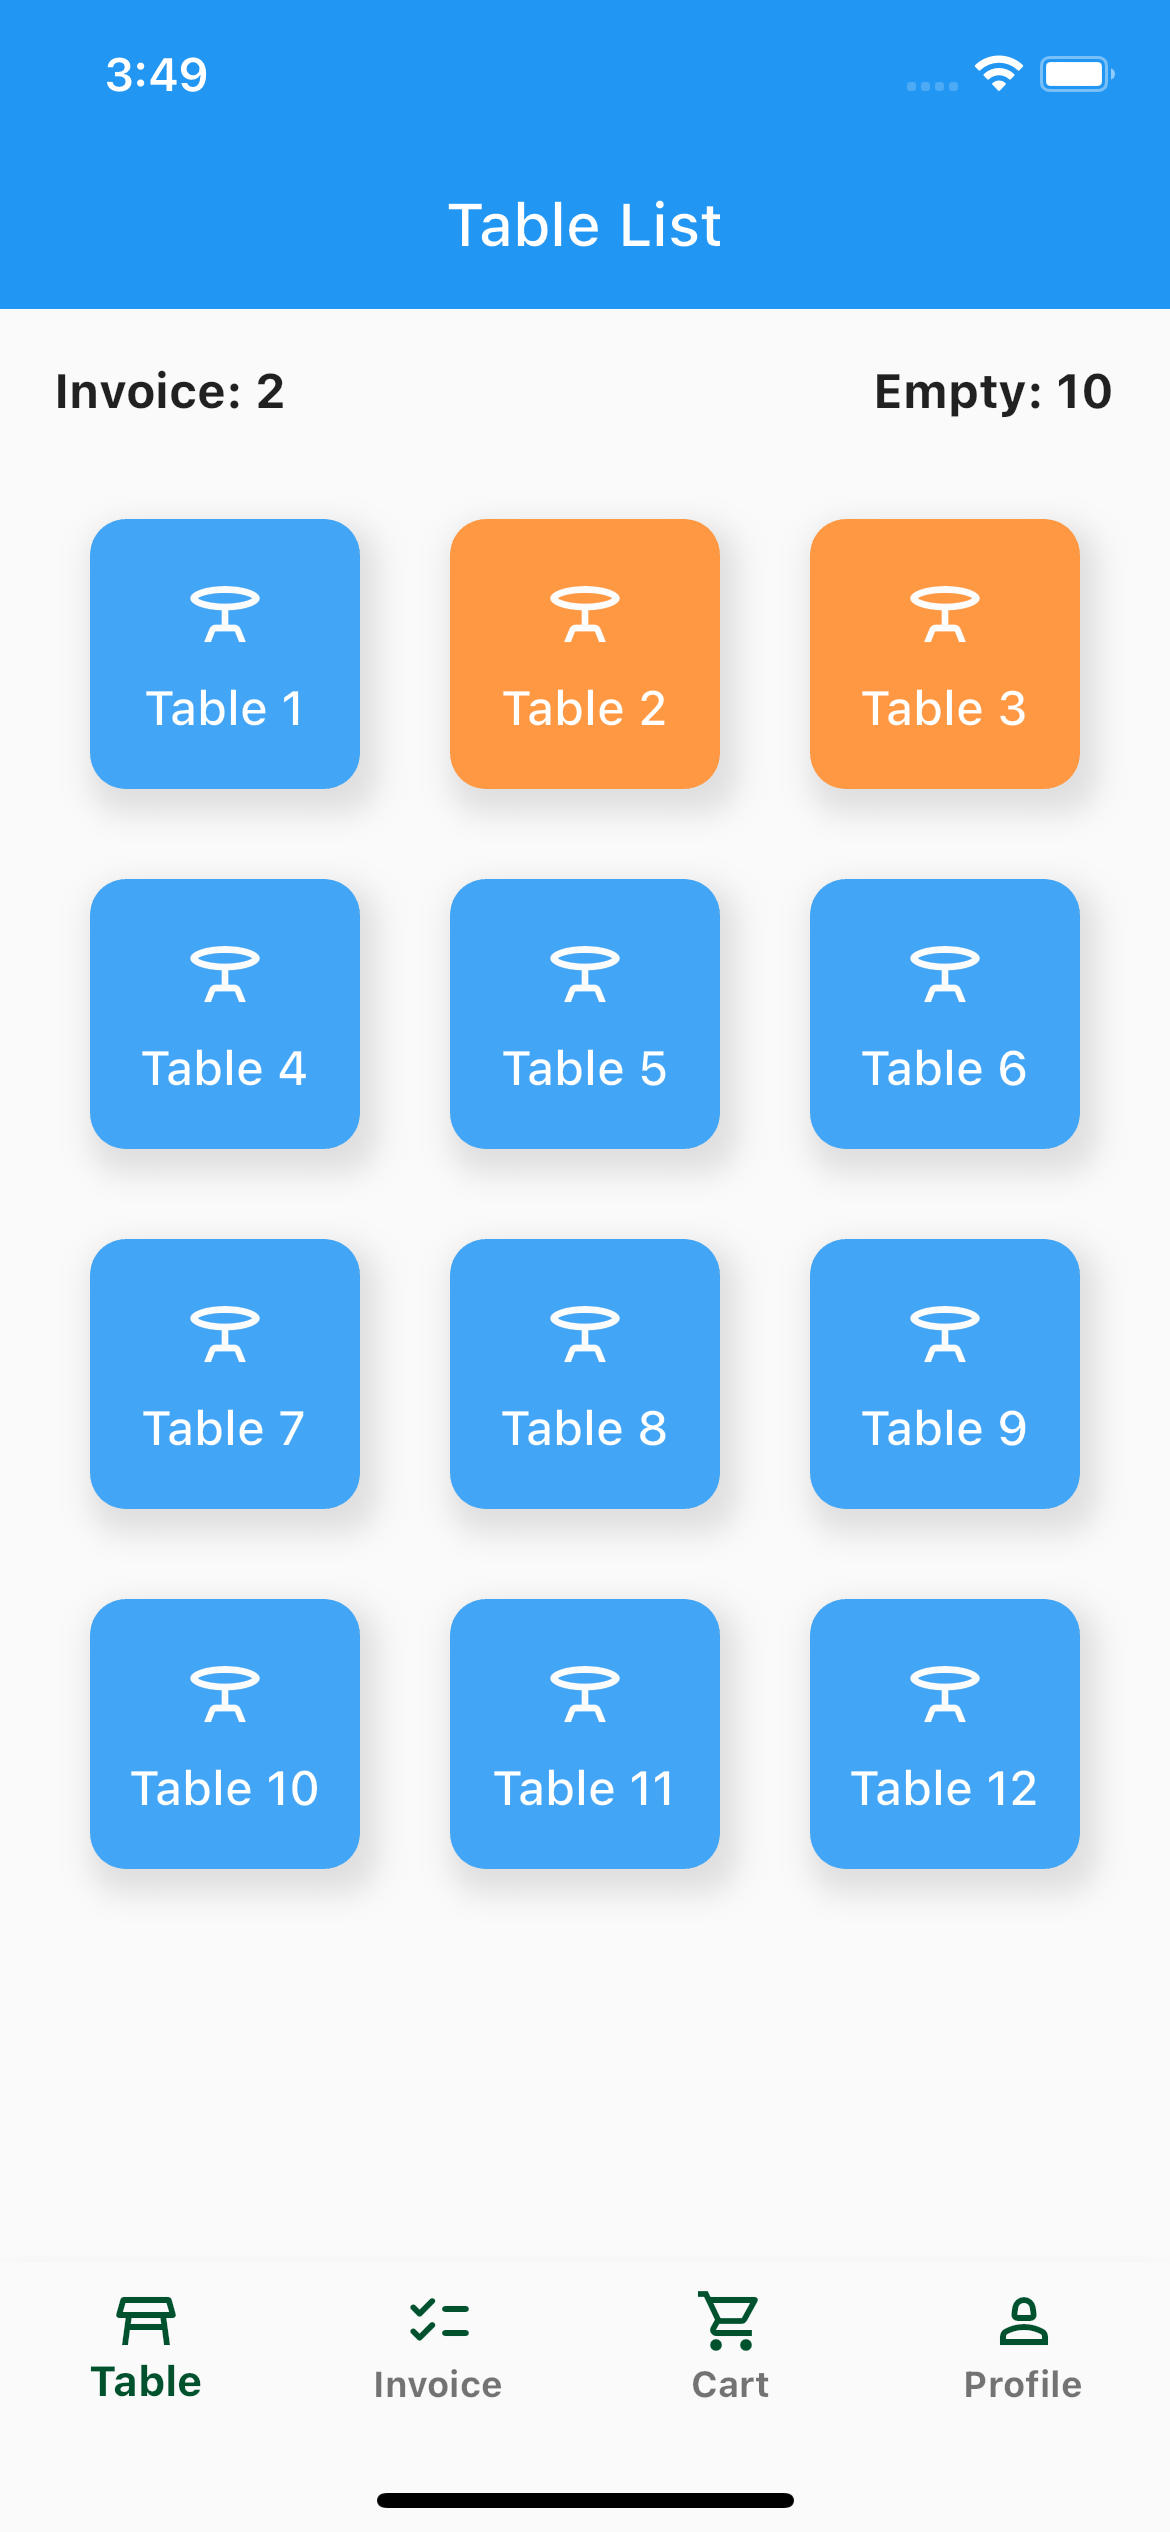 3:49
Table List
Invoice: 2
Empty: 10
Table 1
Table 2
Table 3
Table 4
Table 5
Table 6
Table 7
Table 8
Table 9
Table 10
Table 11
Table 12
Table
Invoice
Cart
Profile